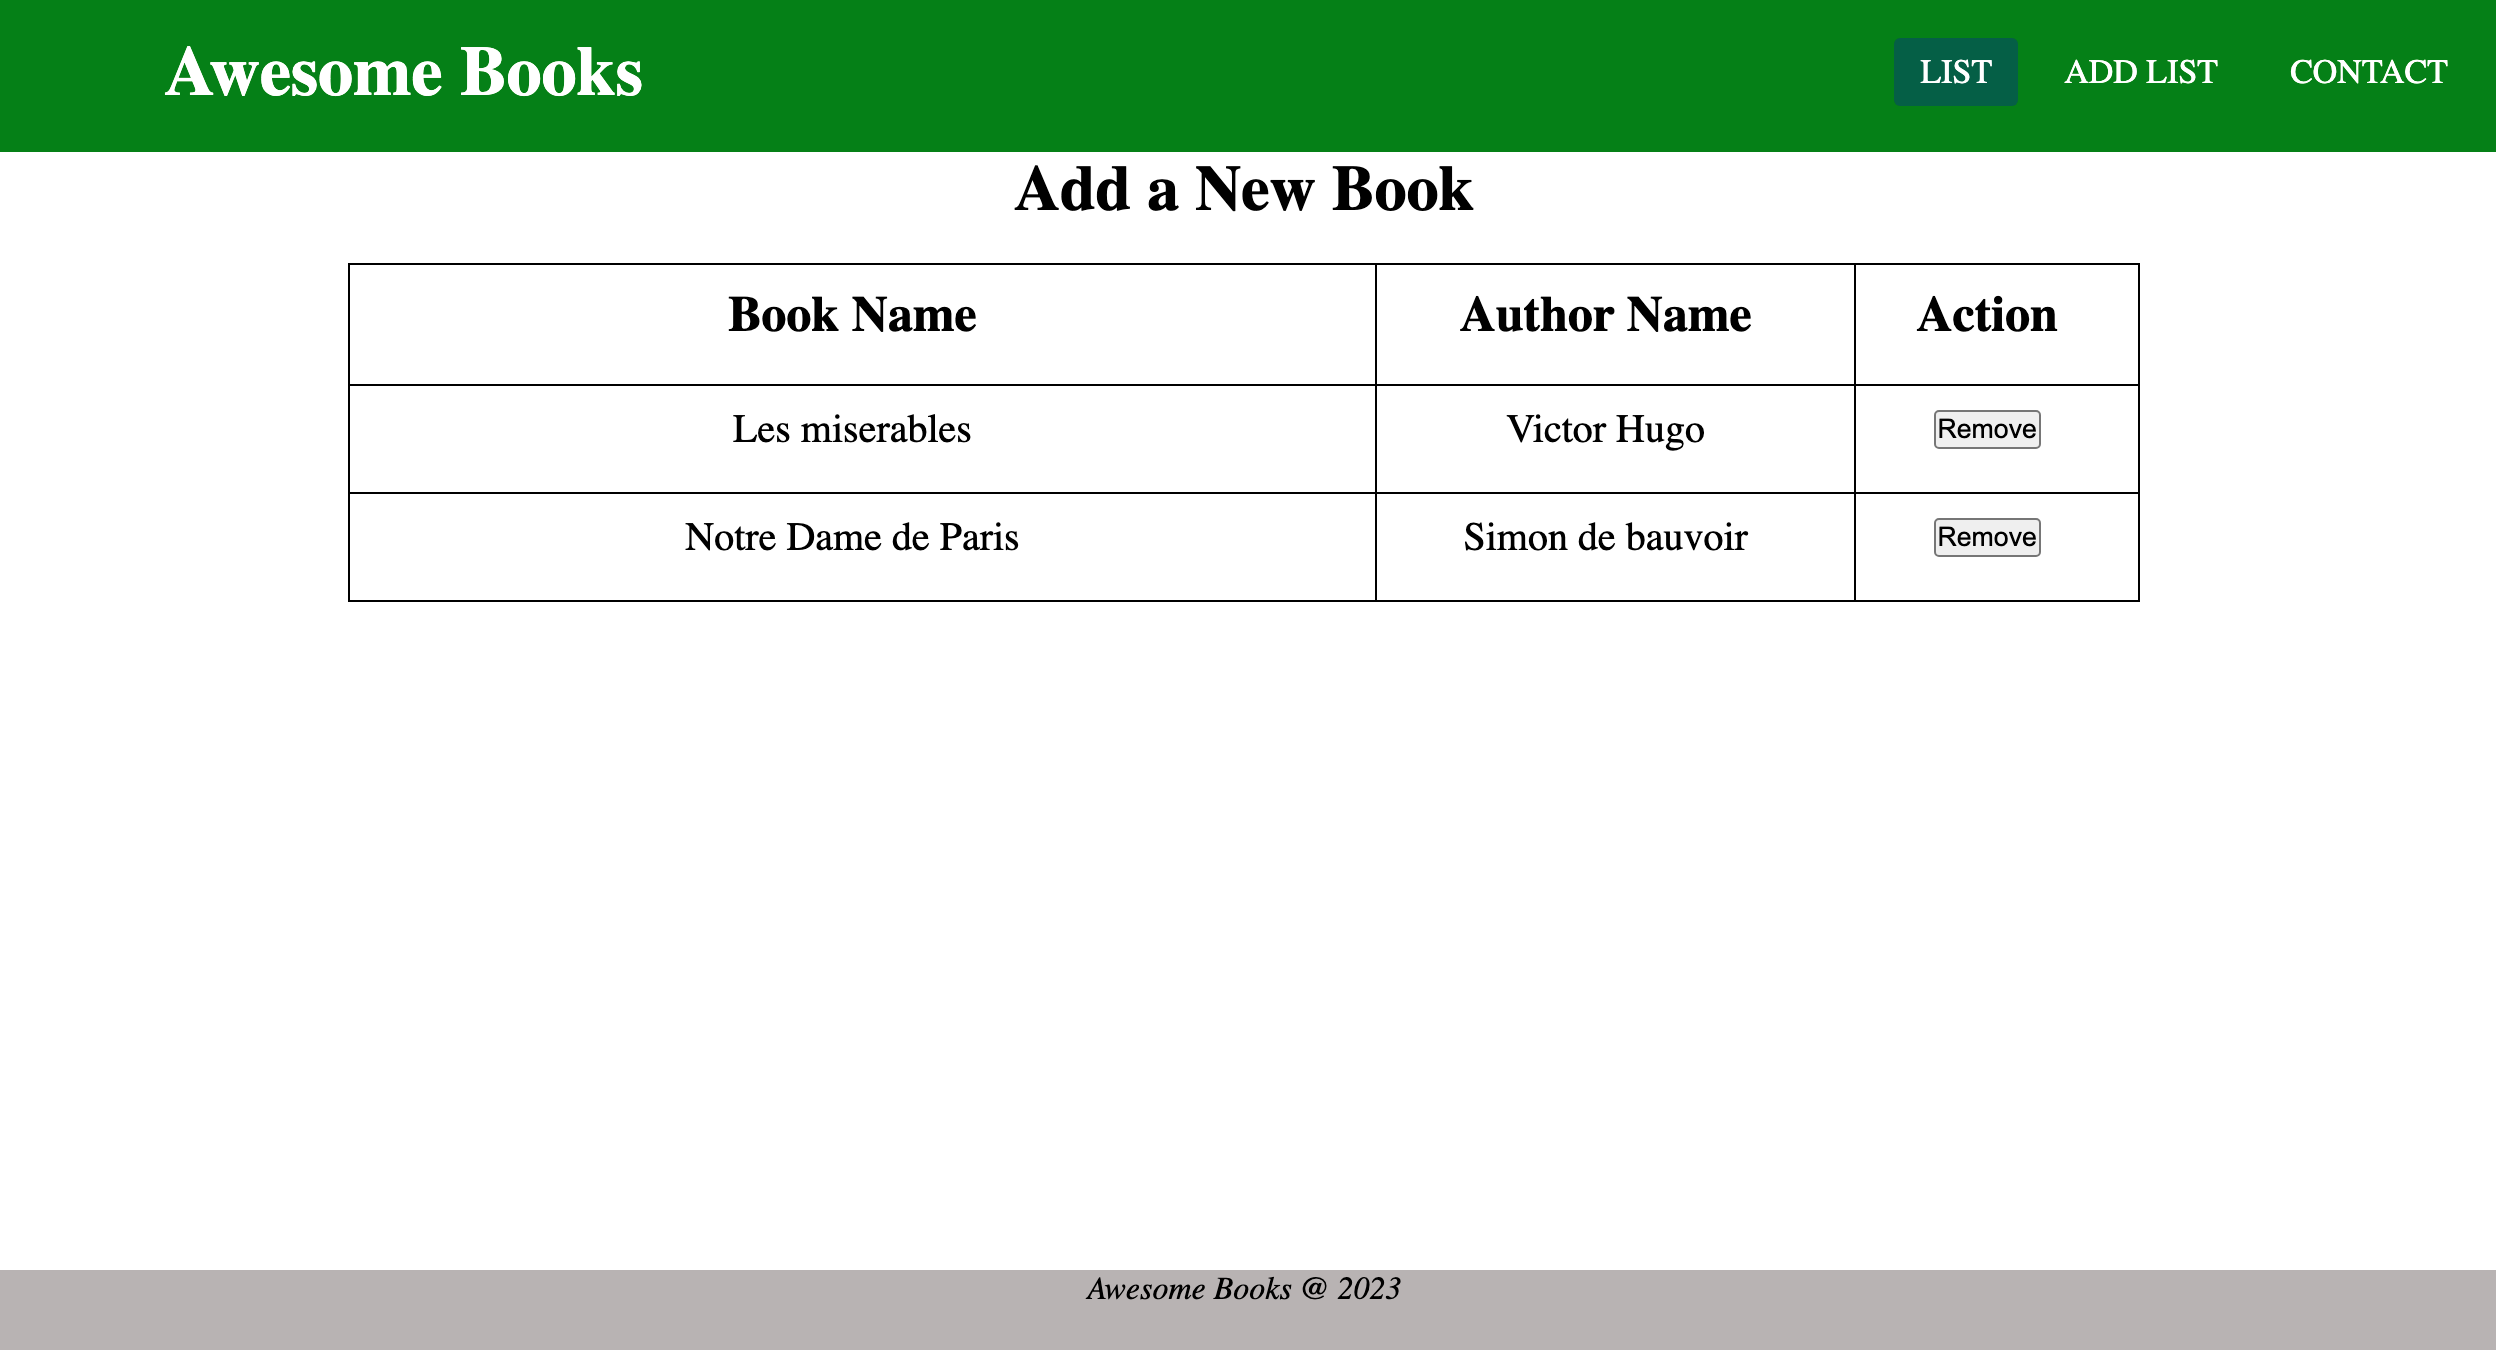 Awesome Books
LIST ADD LIST CONTACT
Add a New Book
Book Name Author Name Action
Les miserables Victor Hugo Remove
Notre Dame de Paris Simon de bauvoir Remove
Awesome Books @ 2023